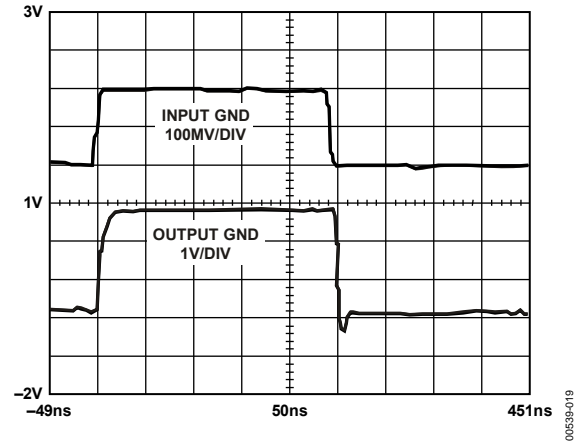 3V
INPUT GND
100MV/DIV
1V
OUTPUT GND
1V/DIV
–2V
–49ns
50ns
451ns
00539-019